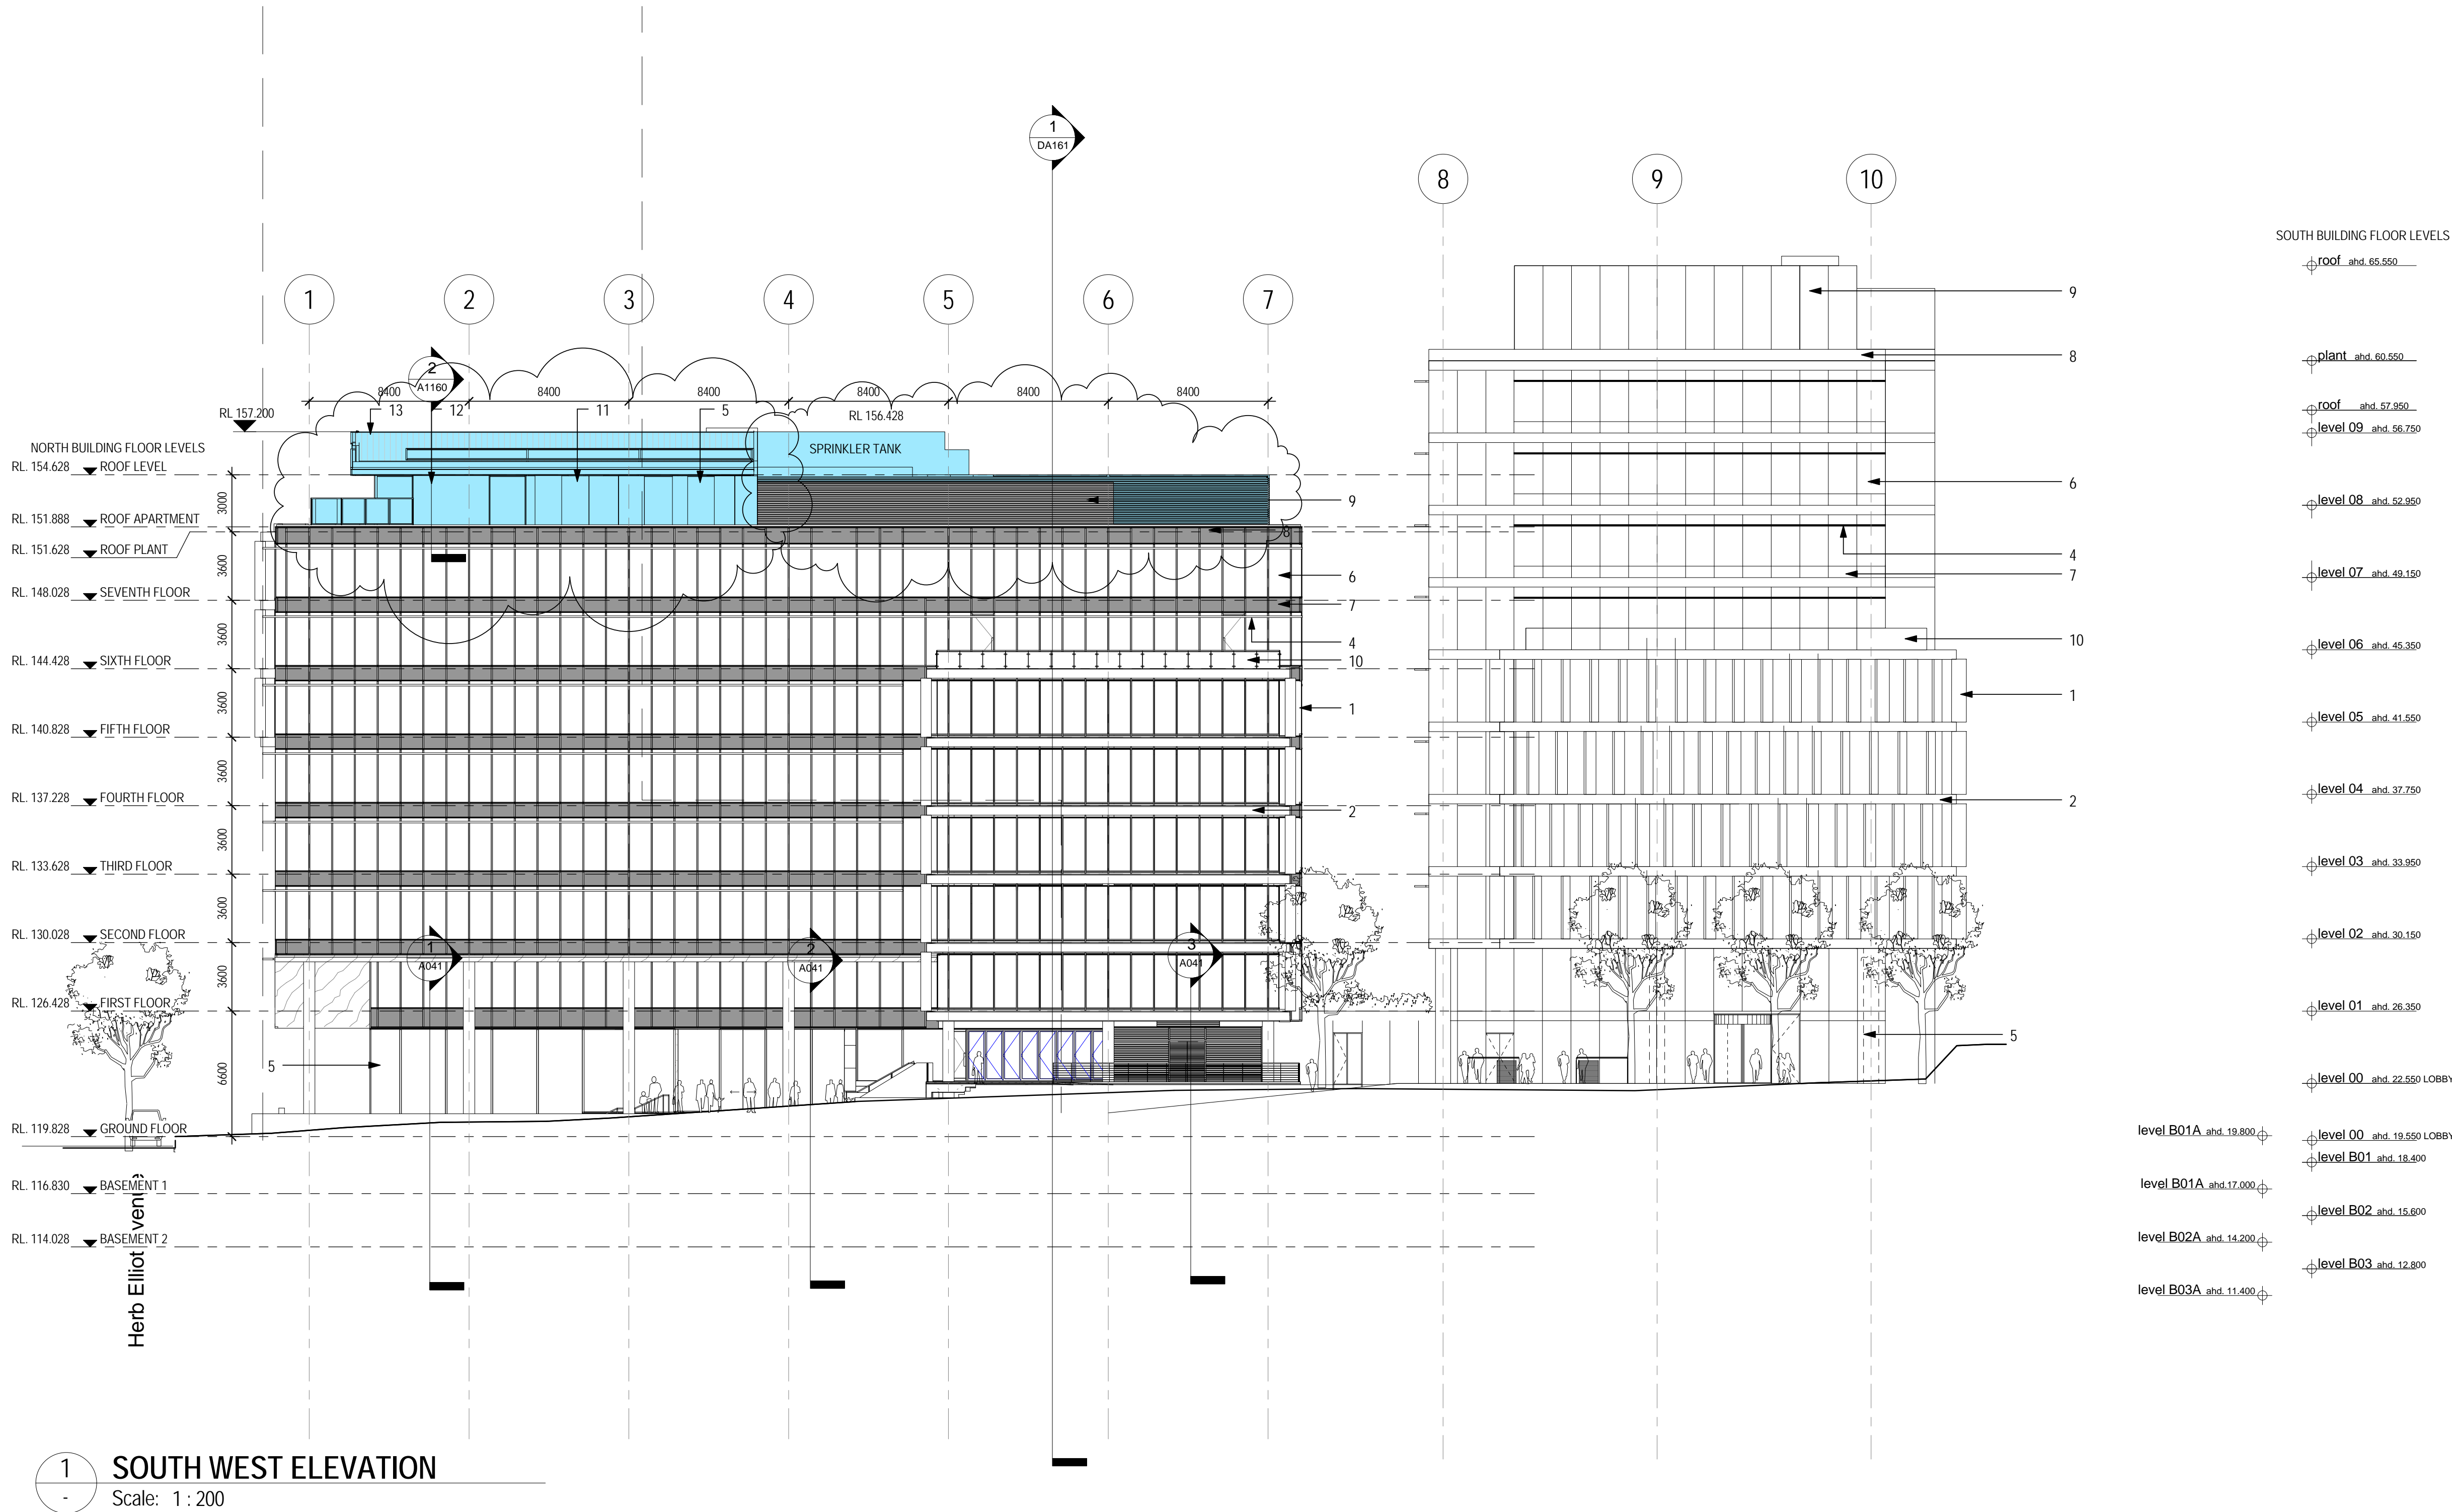 1
DA161
8
9
10
SOUTH BUILDING FLOOR LEVELS
roof ahd. 65.550
1
2
3
4
5
6
7
9
8
plant ahd. 60.550
2
A1160
8400
8400
8400
8400
8400
8400
RL 157.200
13
12
11
5
RL 156.428
roof ahd. 57.950
level 09 ahd. 56.750
NORTH BUILDING FLOOR LEVELS
SPRINKLER TANK
RL. 154.628 ROOF LEVEL
3000
6
9
level 08 ahd. 52.950
RL. 151.888 ROOF APARTMENT
8
RL. 151.628 ROOF PLANT
3600
4
6
7
level 07 ahd. 49.150
RL. 148.028 SEVENTH FLOOR
7
3600
4
10
level 06 ahd. 45.350
RL. 144.428 SIXTH FLOOR
10
3600
1
1
level 05 ahd. 41.550
RL. 140.828 FIFTH FLOOR
3600
level 04 ahd. 37.750
RL. 137.228 FOURTH FLOOR
2
2
3600
level 03 ahd. 33.950
RL. 133.628 THIRD FLOOR
3600
level 02 ahd. 30.150
RL. 130.028 SECOND FLOOR
1
A041
2
A041
3
A041
3600
level 01 ahd. 26.350
RL. 126.428 FIRST FLOOR
5
5
6600
level 00 ahd. 22.550 LOBBY
RL. 119.828 GROUND FLOOR
level B01A ahd. 19.800
level 00 ahd. 19.550 LOBBY
level B01 ahd. 18.400
RL. 116.830 BASEMENT 1
level B01A ahd.17.000
level B02 ahd. 15.600
RL. 114.028 BASEMENT 2
level B02A ahd. 14.200
level B03 ahd. 12.800
level B03A ahd. 11.400
Herb Elliot Avenue
1
-
SOUTH WEST ELEVATION
Scale: 1 : 200